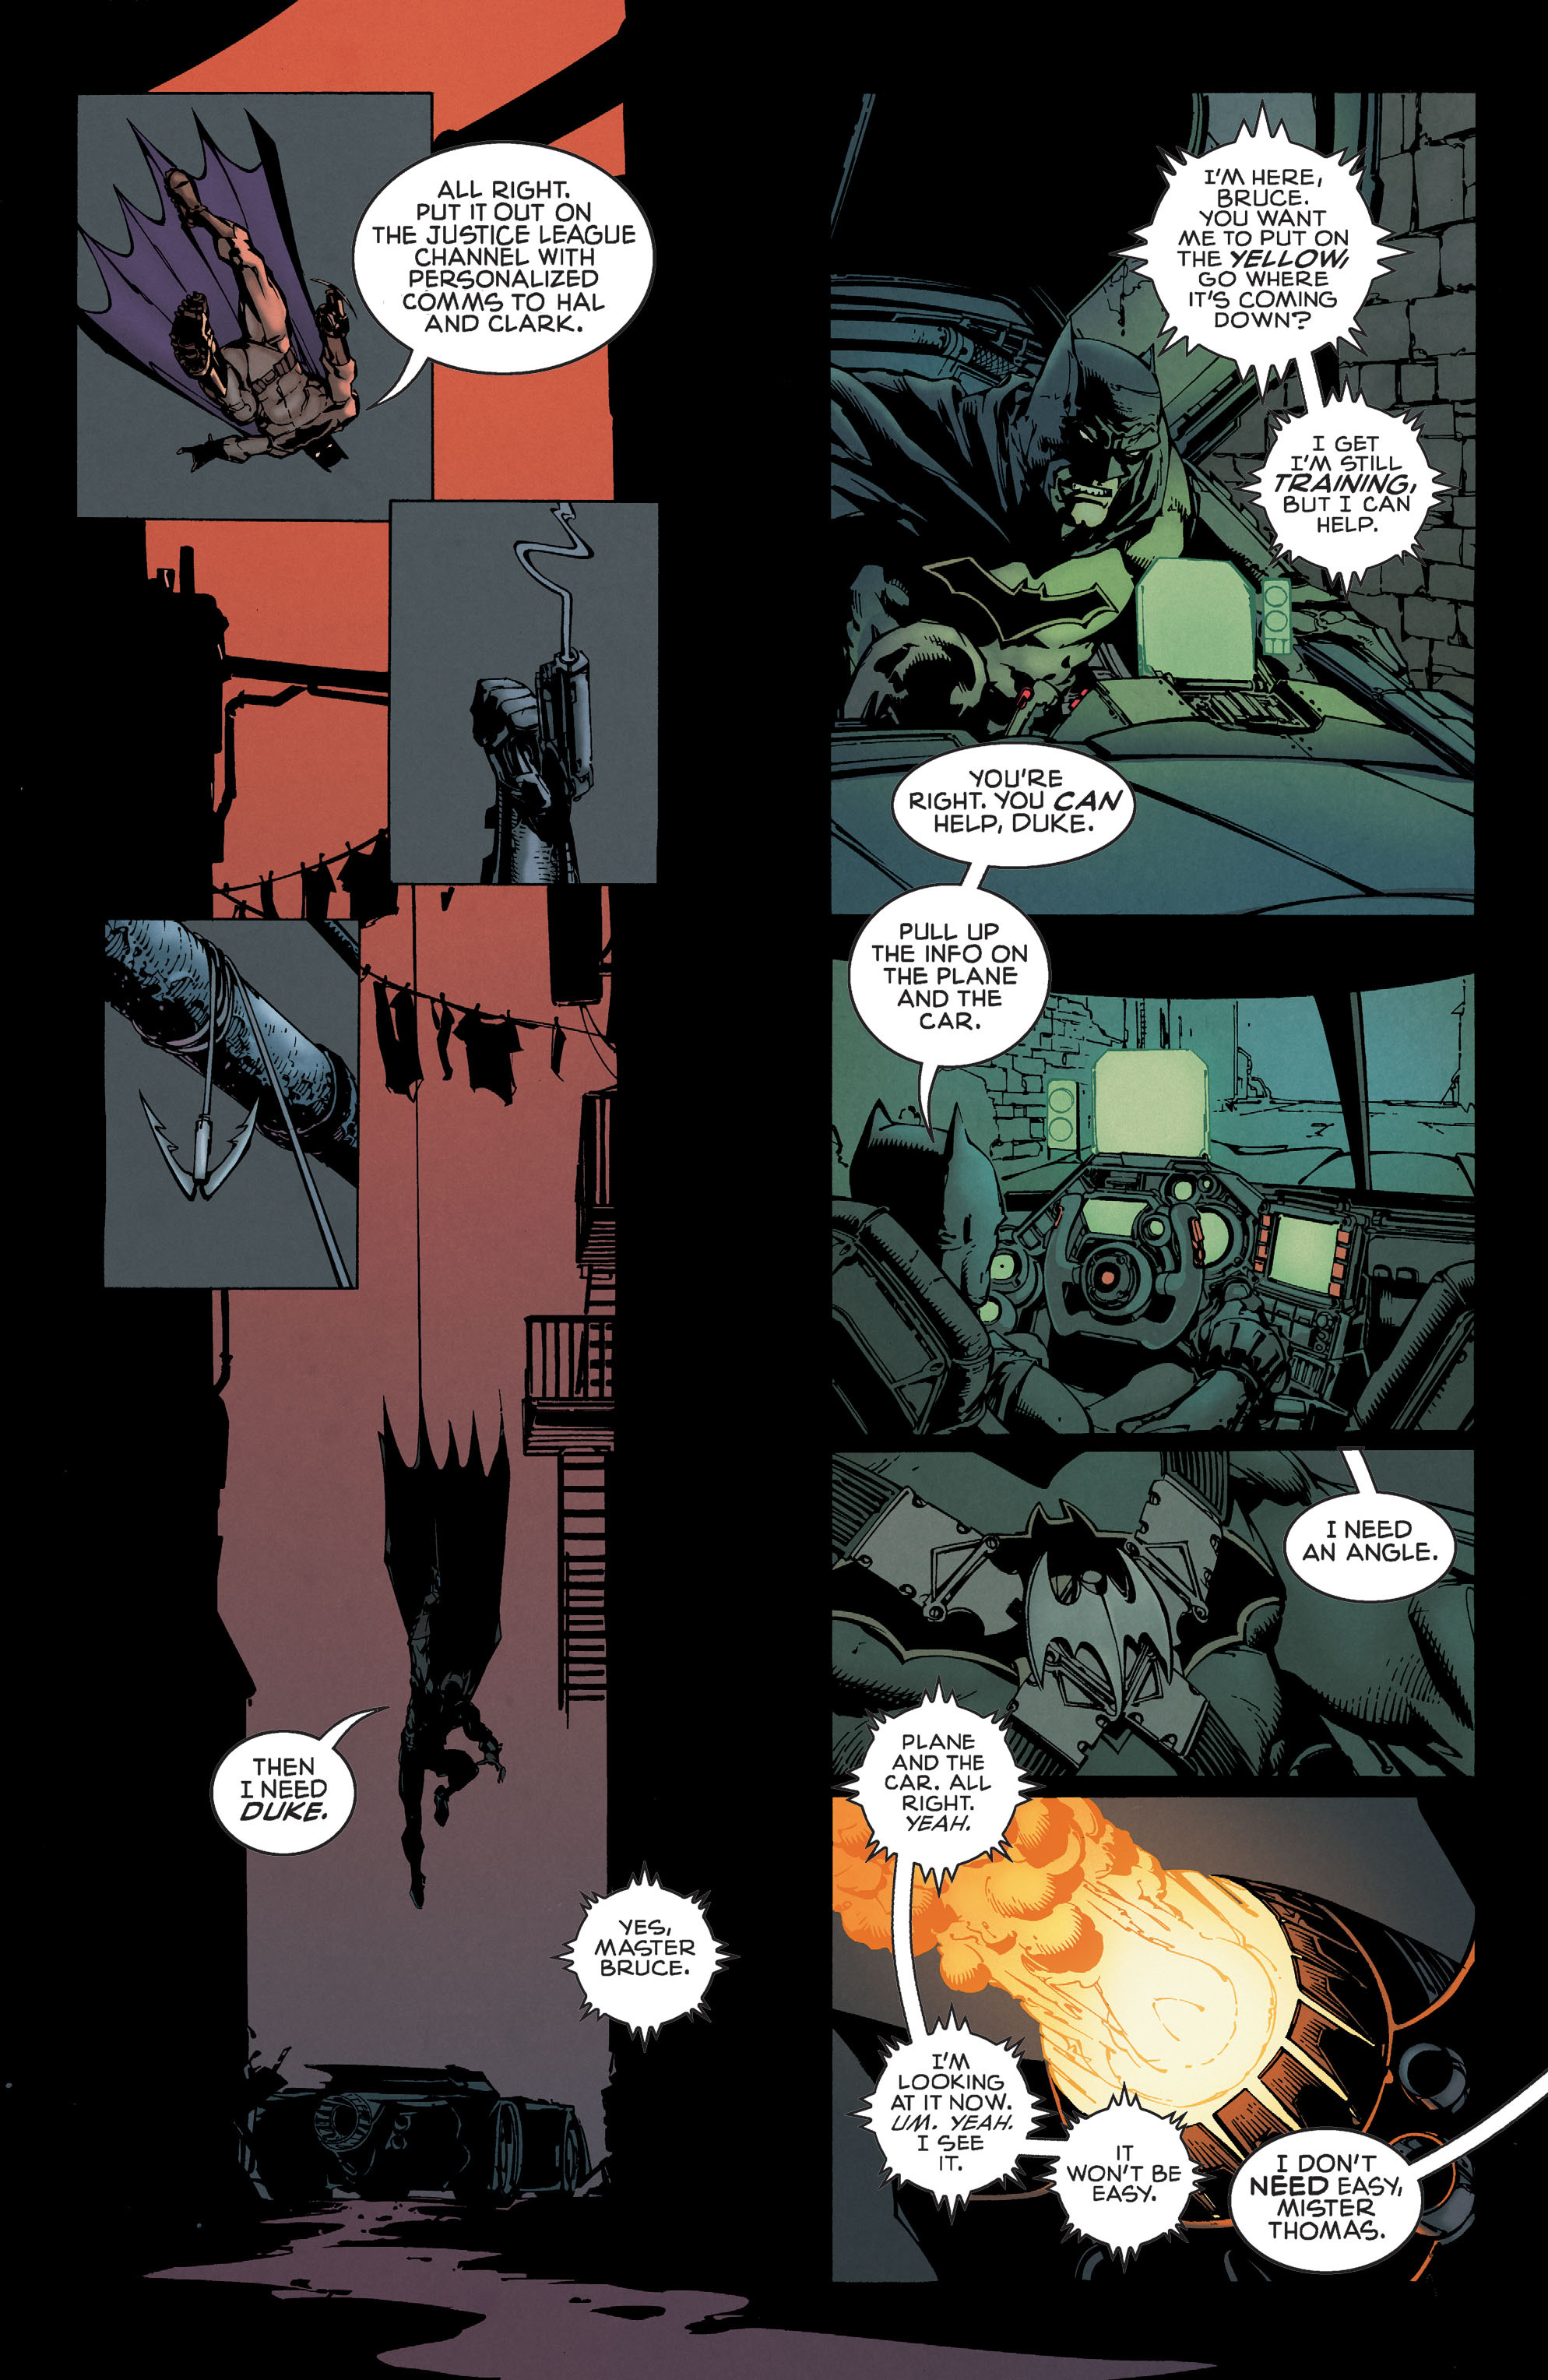 ALL RIGHT.
PUT IT OUT ON
THE JUSTICE LEAGUE
CHANNEL WITH
PERSONALIZED
COMMS TO HAL
AND CLARK.
THEN
I NEED
DUKE.
YES,
MASTER
BRUCE.
I'M HERE,
BRUCE.
YOU WANT
ME TO PUT ON
THE YELLOW,
GO WHERE
IT'S COMING
DOWN?
I GET
I'M STILL
TRAINING,
BUT I CAN
HELP.
YOU'RE
RIGHT. YOU CAN
HELP, DUKE.
PULL UP
THE INFO ON
THE PLANE
AND THE
CAR.
I NEED
AN ANGLE.
PLANE
AND THE
CAR. ALL
RIGHT.
YEAH.
I'M
LOOKING
AT IT NOW.
UM. YEAH.
I SEE
IT.
IT
WON'T BE
EASY.
I DON'T
NEED EASY,
MISTER
THOMAS.